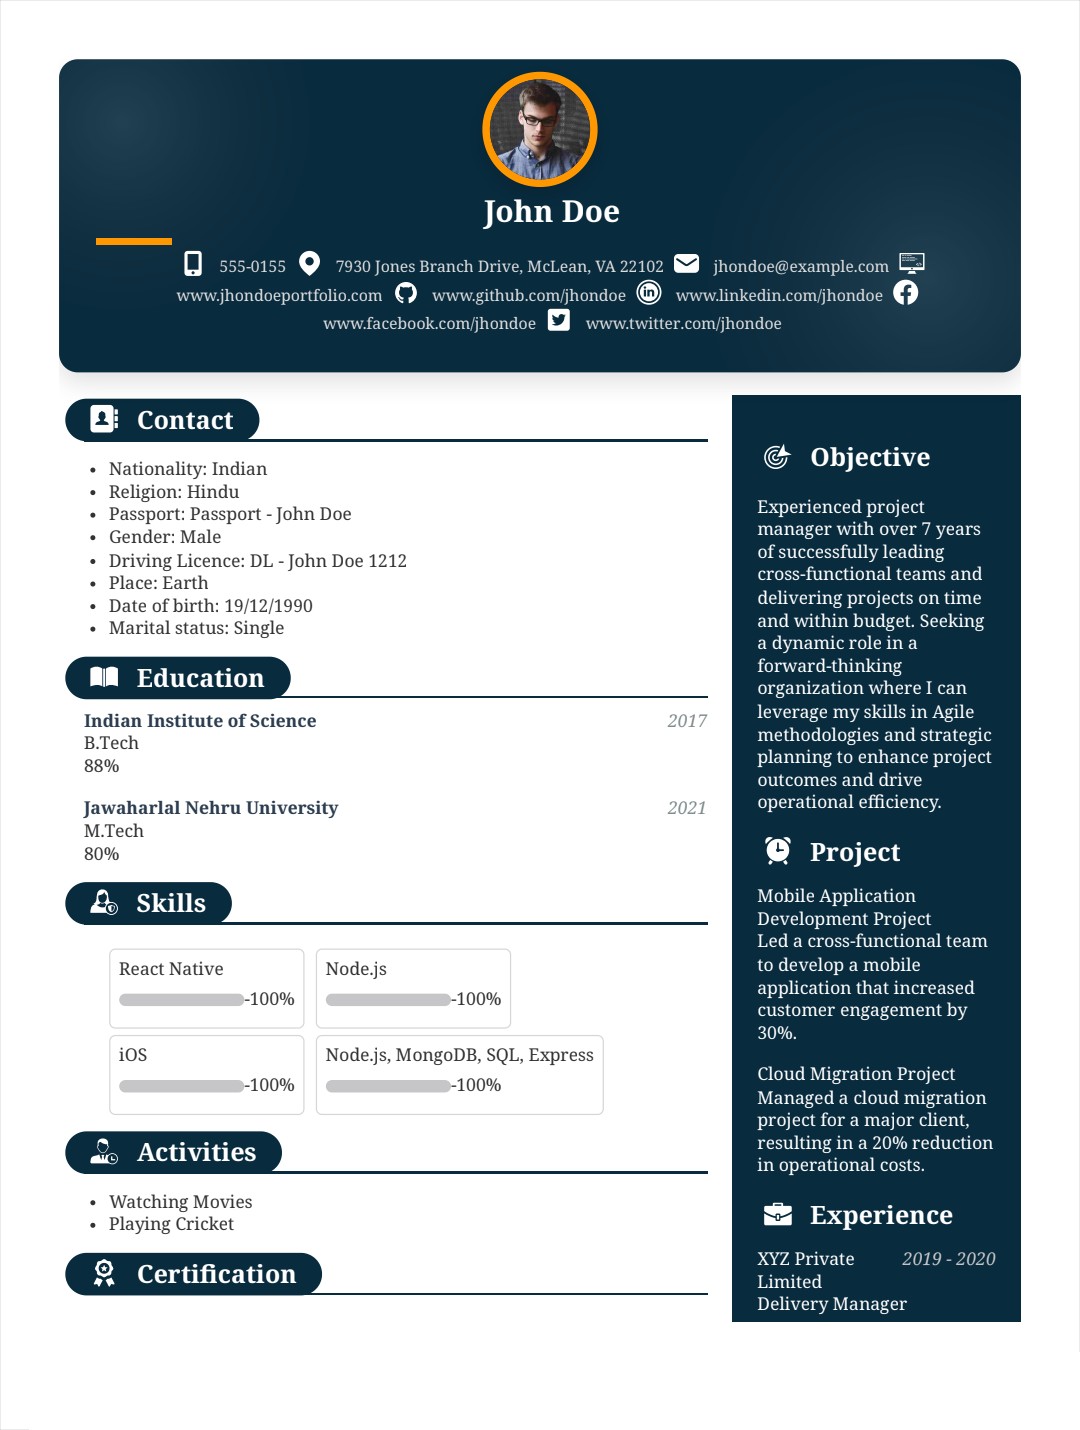 John Doe
555-0155 7930 Jones Branch Drive, McLean, VA 22102 jhondoe@example.com
www.jhondoeportfolio.com www.github.com/jhondoe www.linkedin.com/jhondoe
www.facebook.com/jhondoe www.twitter.com/jhondoe
Contact
• Nationality: Indian
• Religion: Hindu
• Passport: Passport - John Doe
• Gender: Male
• Driving Licence: DL - John Doe 1212
• Place: Earth
• Date of birth: 19/12/1990
• Marital status: Single
Education
Indian Institute of Science 2017
B.Tech
88%
Jawaharlal Nehru University 2021
M.Tech
80%
Skills
React Native
-100%
Node.js
-100%
iOS
-100%
Node.js, MongoDB, SQL, Express
-100%
Activities
• Watching Movies
• Playing Cricket
Certification
Objective
Experienced project
manager with over 7 years
of successfully leading
cross-functional teams and
delivering projects on time
and within budget. Seeking
a dynamic role in a
forward-thinking
organization where I can
leverage my skills in Agile
methodologies and strategic
planning to enhance project
outcomes and drive
operational efficiency.
Project
Mobile Application
Development Project
Led a cross-functional team
to develop a mobile
application that increased
customer engagement by
30%.
Cloud Migration Project
Managed a cloud migration
project for a major client,
resulting in a 20% reduction
in operational costs.
Experience
XYZ Private 2019 - 2020
Limited
Delivery Manager